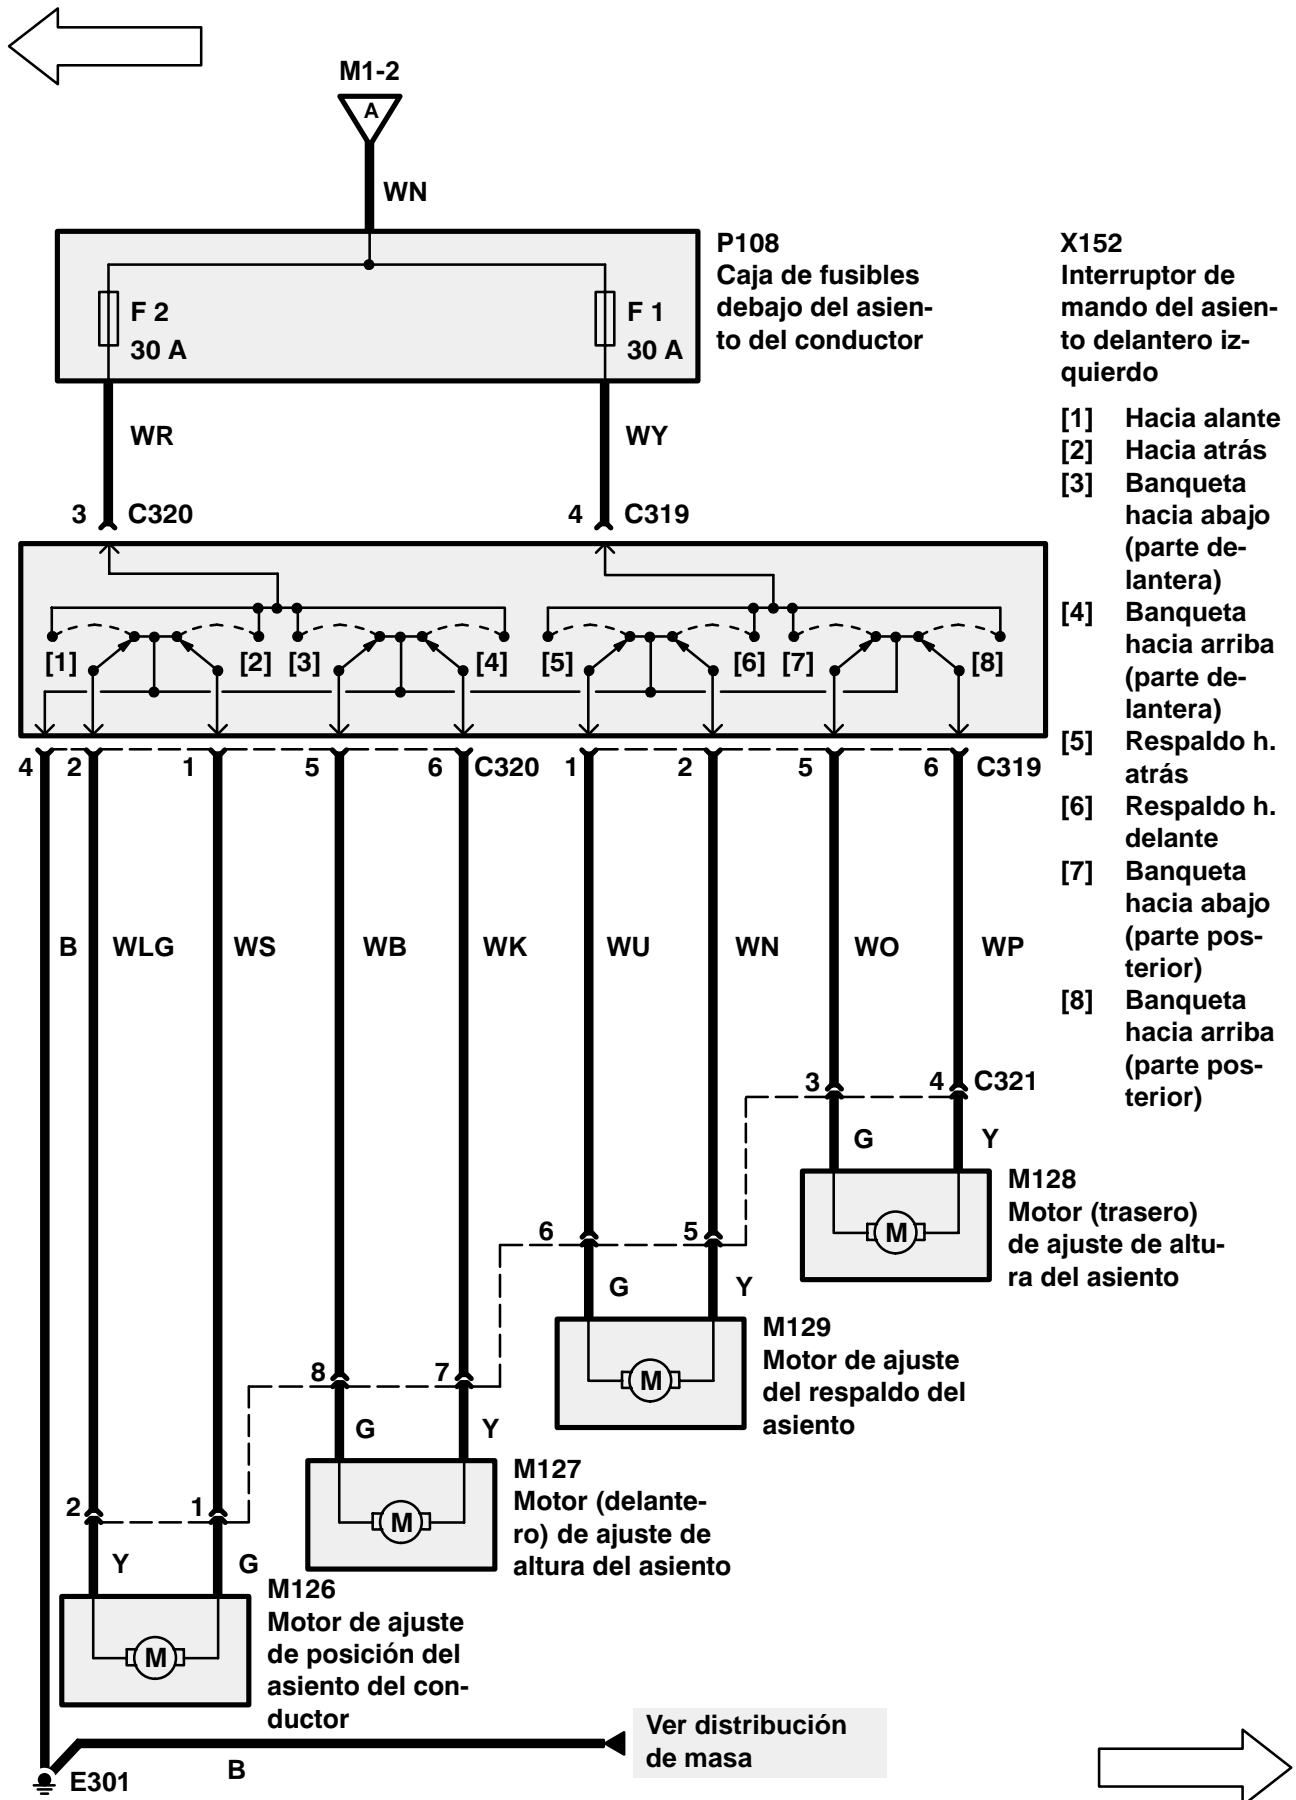 M1-2
A
WN
P108
Caja de fusibles
debajo del asien-
to del conductor
F 2
30 A
F 1
30 A
X152
Interruptor de
mando del asien-
to delantero iz-
quierdo
[1] Hacia alante
[2] Hacia atrás
[3] Banqueta
hacia abajo
(parte de-
lantera)
[4] Banqueta
hacia arriba
(parte de-
lantera)
[5] Respaldo h.
atrás
[6] Respaldo h.
delante
[7] Banqueta
hacia abajo
(parte pos-
terior)
[8] Banqueta
hacia arriba
(parte pos-
terior)
WR
WY
3 C320
4 C319
[1] [2] [3] [4] [5] [6] [7] [8]
4 2 1 5 6 C320 1 2 5 6 C319
B WLG WS WB WK WU WN WO WP
3 4 C321
G Y
M128
Motor (trasero)
de ajuste de altu-
ra del asiento
M
6 5
G Y
M129
Motor de ajuste
del respaldo del
asiento
M
8 7
G Y
M127
Motor (delante-
ro) de ajuste de
altura del asiento
M
2 1
Y G
M126
Motor de ajuste
de posición del
asiento del con-
ductor
M
Ver distribución
de masa
B
E301